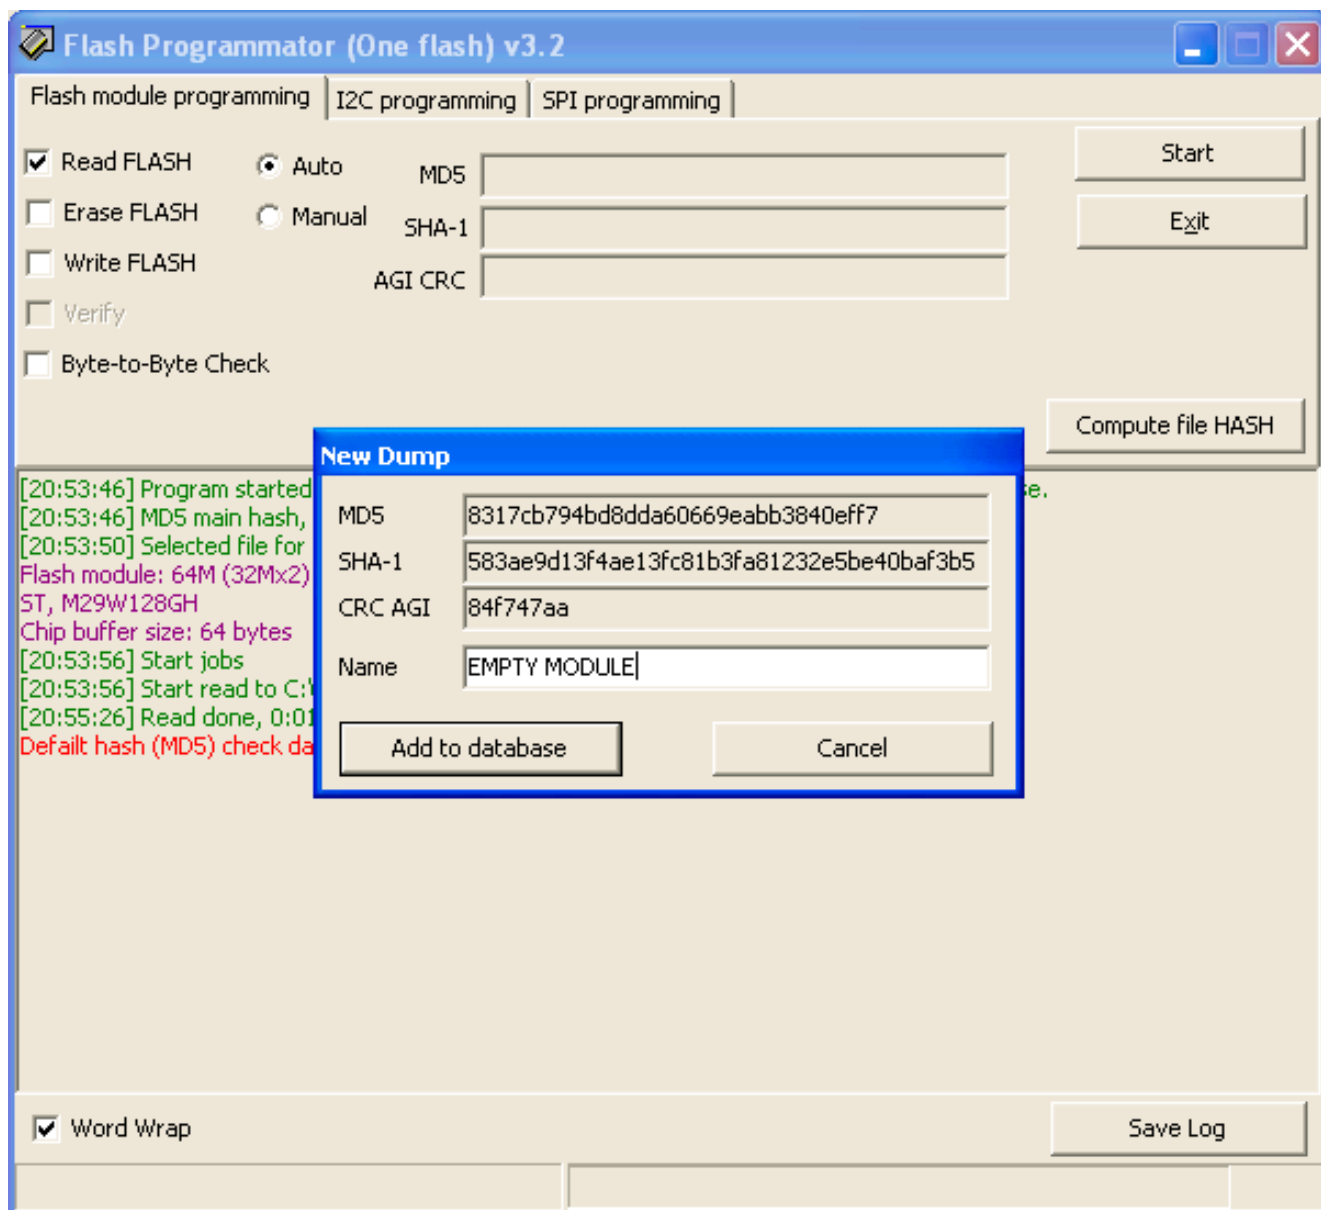 Flash Programmator (One flash) v3.2
Flash module programming
I2C programming
SPI programming
Read FLASH
Auto
MD5
Start
Erase FLASH
Manual
SHA-1
Exit
Write FLASH
AGI CRC
Verify
Byte-to-Byte Check
Compute file HASH
New Dump
[20:53:46] Program started
se.
[20:53:46] MD5 main hash,
[20:53:50] Selected file for
Flash module: 64M (32Mx2)
ST, M29W128GH
Chip buffer size: 64 bytes
[20:53:56] Start jobs
[20:53:56] Start read to C:\
[20:55:26] Read done, 0:01
Defailt hash (MD5) check da
MD5 8317cb794bd8dda60669eabb3840eff7
SHA-1 583ae9d13f4ae13fc81b3fa81232e5be40baf3b5
CRC AGI 84f747aa
Name EMPTY MODULE
Add to database
Cancel
Word Wrap
Save Log